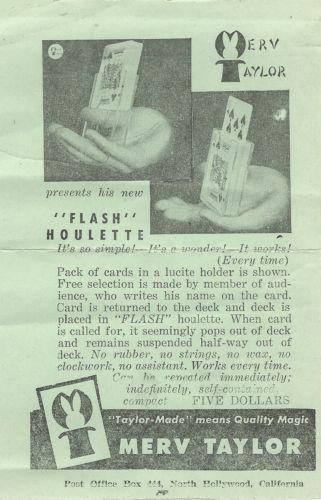 MERV
TAYLOR
presents his new
"FLASH"
HOULETTE
It's so simple!—It's a wonder!—It works!
(Every time)
Pack of cards in a lucite holder is shown.
Free selection is made by member of aud-
ience, who writes his name on the card.
Card is returned to the deck and deck is
placed in "FLASH" houlette. When card
is called for, it seemingly pops out of deck
and remains suspended half-way out of
deck. No rubber, no strings, no wax, no
clockwork, no assistant. Works every time.
Can be repeated immediately;
indefinitely, self-contained,
compact FIVE DOLLARS
"Taylor-Made" means Quality Magic
MERV TAYLOR
Post Office Box 444, North Hollywood, California